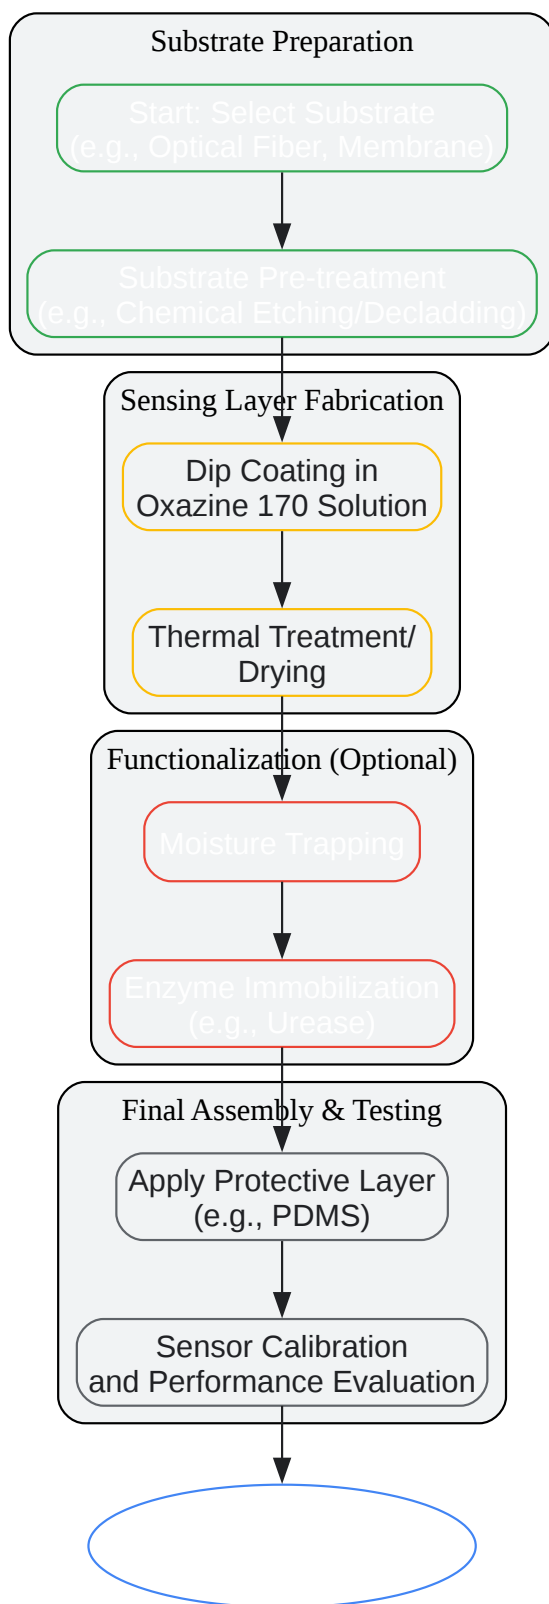 Substrate Preparation
Start: Select Substrate
(e.g., Optical Fiber, Membrane)
Substrate Pre-treatment
(e.g., Chemical Etching/Decladding)
Sensing Layer Fabrication
Dip Coating in
Oxazine 170 Solution
Thermal Treatment/
Drying
Functionalization (Optional)
Moisture Trapping
Enzyme Immobilization
(e.g., Urease)
Final Assembly & Testing
Apply Protective Layer
(e.g., PDMS)
Sensor Calibration
and Performance Evaluation